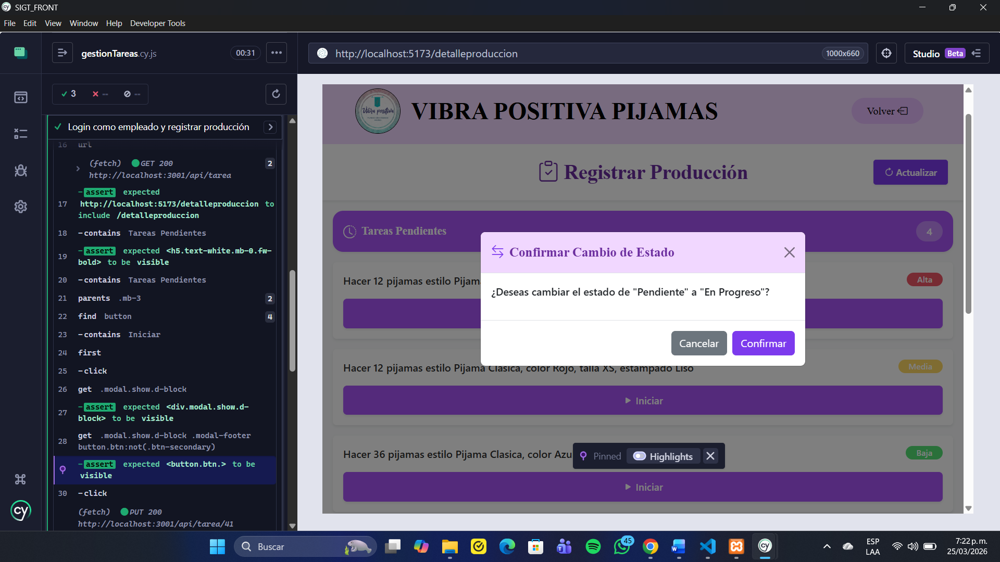 SIGT_FRONT
File Edit View Window Help Developer Tools
gestionTareas.cy.js 00:31
http://localhost:5173/detalleproduccion 1000x660
Studio Beta
3 -- --
Login como empleado y registrar producción
16 url
(fetch) GET 200 2
http://localhost:3001/api/tarea
-assert expected
17 http://localhost:5173/detalleproduccion to
include /detalleproduccion
18 -contains Tareas Pendientes
-assert expected <h5.text-white.mb-0.fw-
19 bold> to be visible
20 -contains Tareas Pendientes
21 parents .mb-3 2
22 find button 4
23 -contains Iniciar
24 first
25 -click
26 get .modal.show.d-block
-assert expected <div.modal.show.d-
27 block> to be visible
get .modal.show.d-block .modal-footer
28 button.btn:not(.btn-secondary)
-assert expected <button.btn.> to be
visible
30 -click
(fetch) PUT 200
http://localhost:3001/api/tarea/41
Vibra positiva
VIBRA POSITIVA PIJAMAS
Volver
Registrar Producción
Actualizar
Tareas Pendientes 4
Confirmar Cambio de Estado
Hacer 12 pijamas estilo Pijam Alta
¿Deseas cambiar el estado de "Pendiente" a "En Progreso"?
Cancelar Confirmar
Hacer 12 pijamas estilo Pijama Clasica, color Rojo, talla XS, estampado Liso Media
Iniciar
Hacer 36 pijamas estilo Pijama Clasica, color Azu Baja
Pinned Highlights
Iniciar
cy
Buscar
45
ESP
LAA
7:22 p. m.
25/03/2026